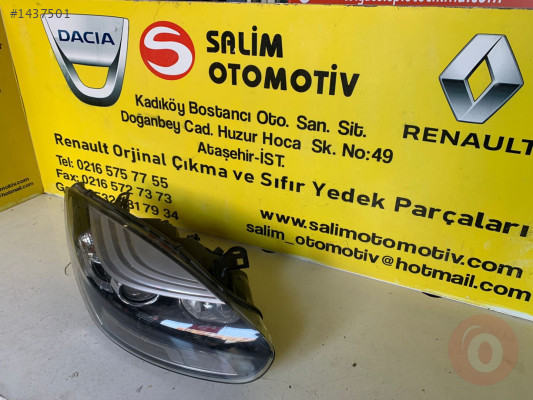 #1437501
DACIA
S
SALİM
OTOMOTİV
RENAULT
Kadıköy Bostancı Oto. San. Sit.
Doğanbey Cad. Huzur Hoca Sk. No:49
Ataşehir-İST.
Renault Orjinal Çıkma ve Sıfır Yedek Parçaları
Tel: 0216 575 77 55
Fax: 0216 572 73 73
www.salimotomotiv.com
salim_otomotiv@hotmail.com